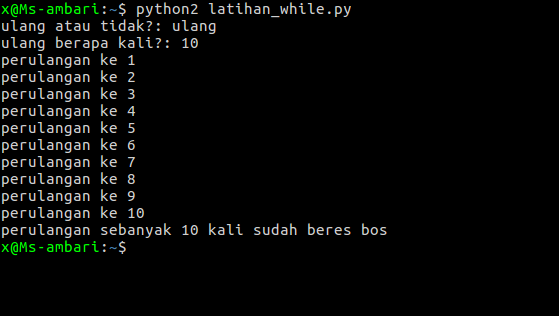 x@Ms-ambari:~$ python2 latihan_while.py
ulang atau tidak?: ulang
ulang berapa kali?: 10
perulangan ke 1
perulangan ke 2
perulangan ke 3
perulangan ke 4
perulangan ke 5
perulangan ke 6
perulangan ke 7
perulangan ke 8
perulangan ke 9
perulangan ke 10
perulangan sebanyak 10 kali sudah beres bos
x@Ms-ambari:~$